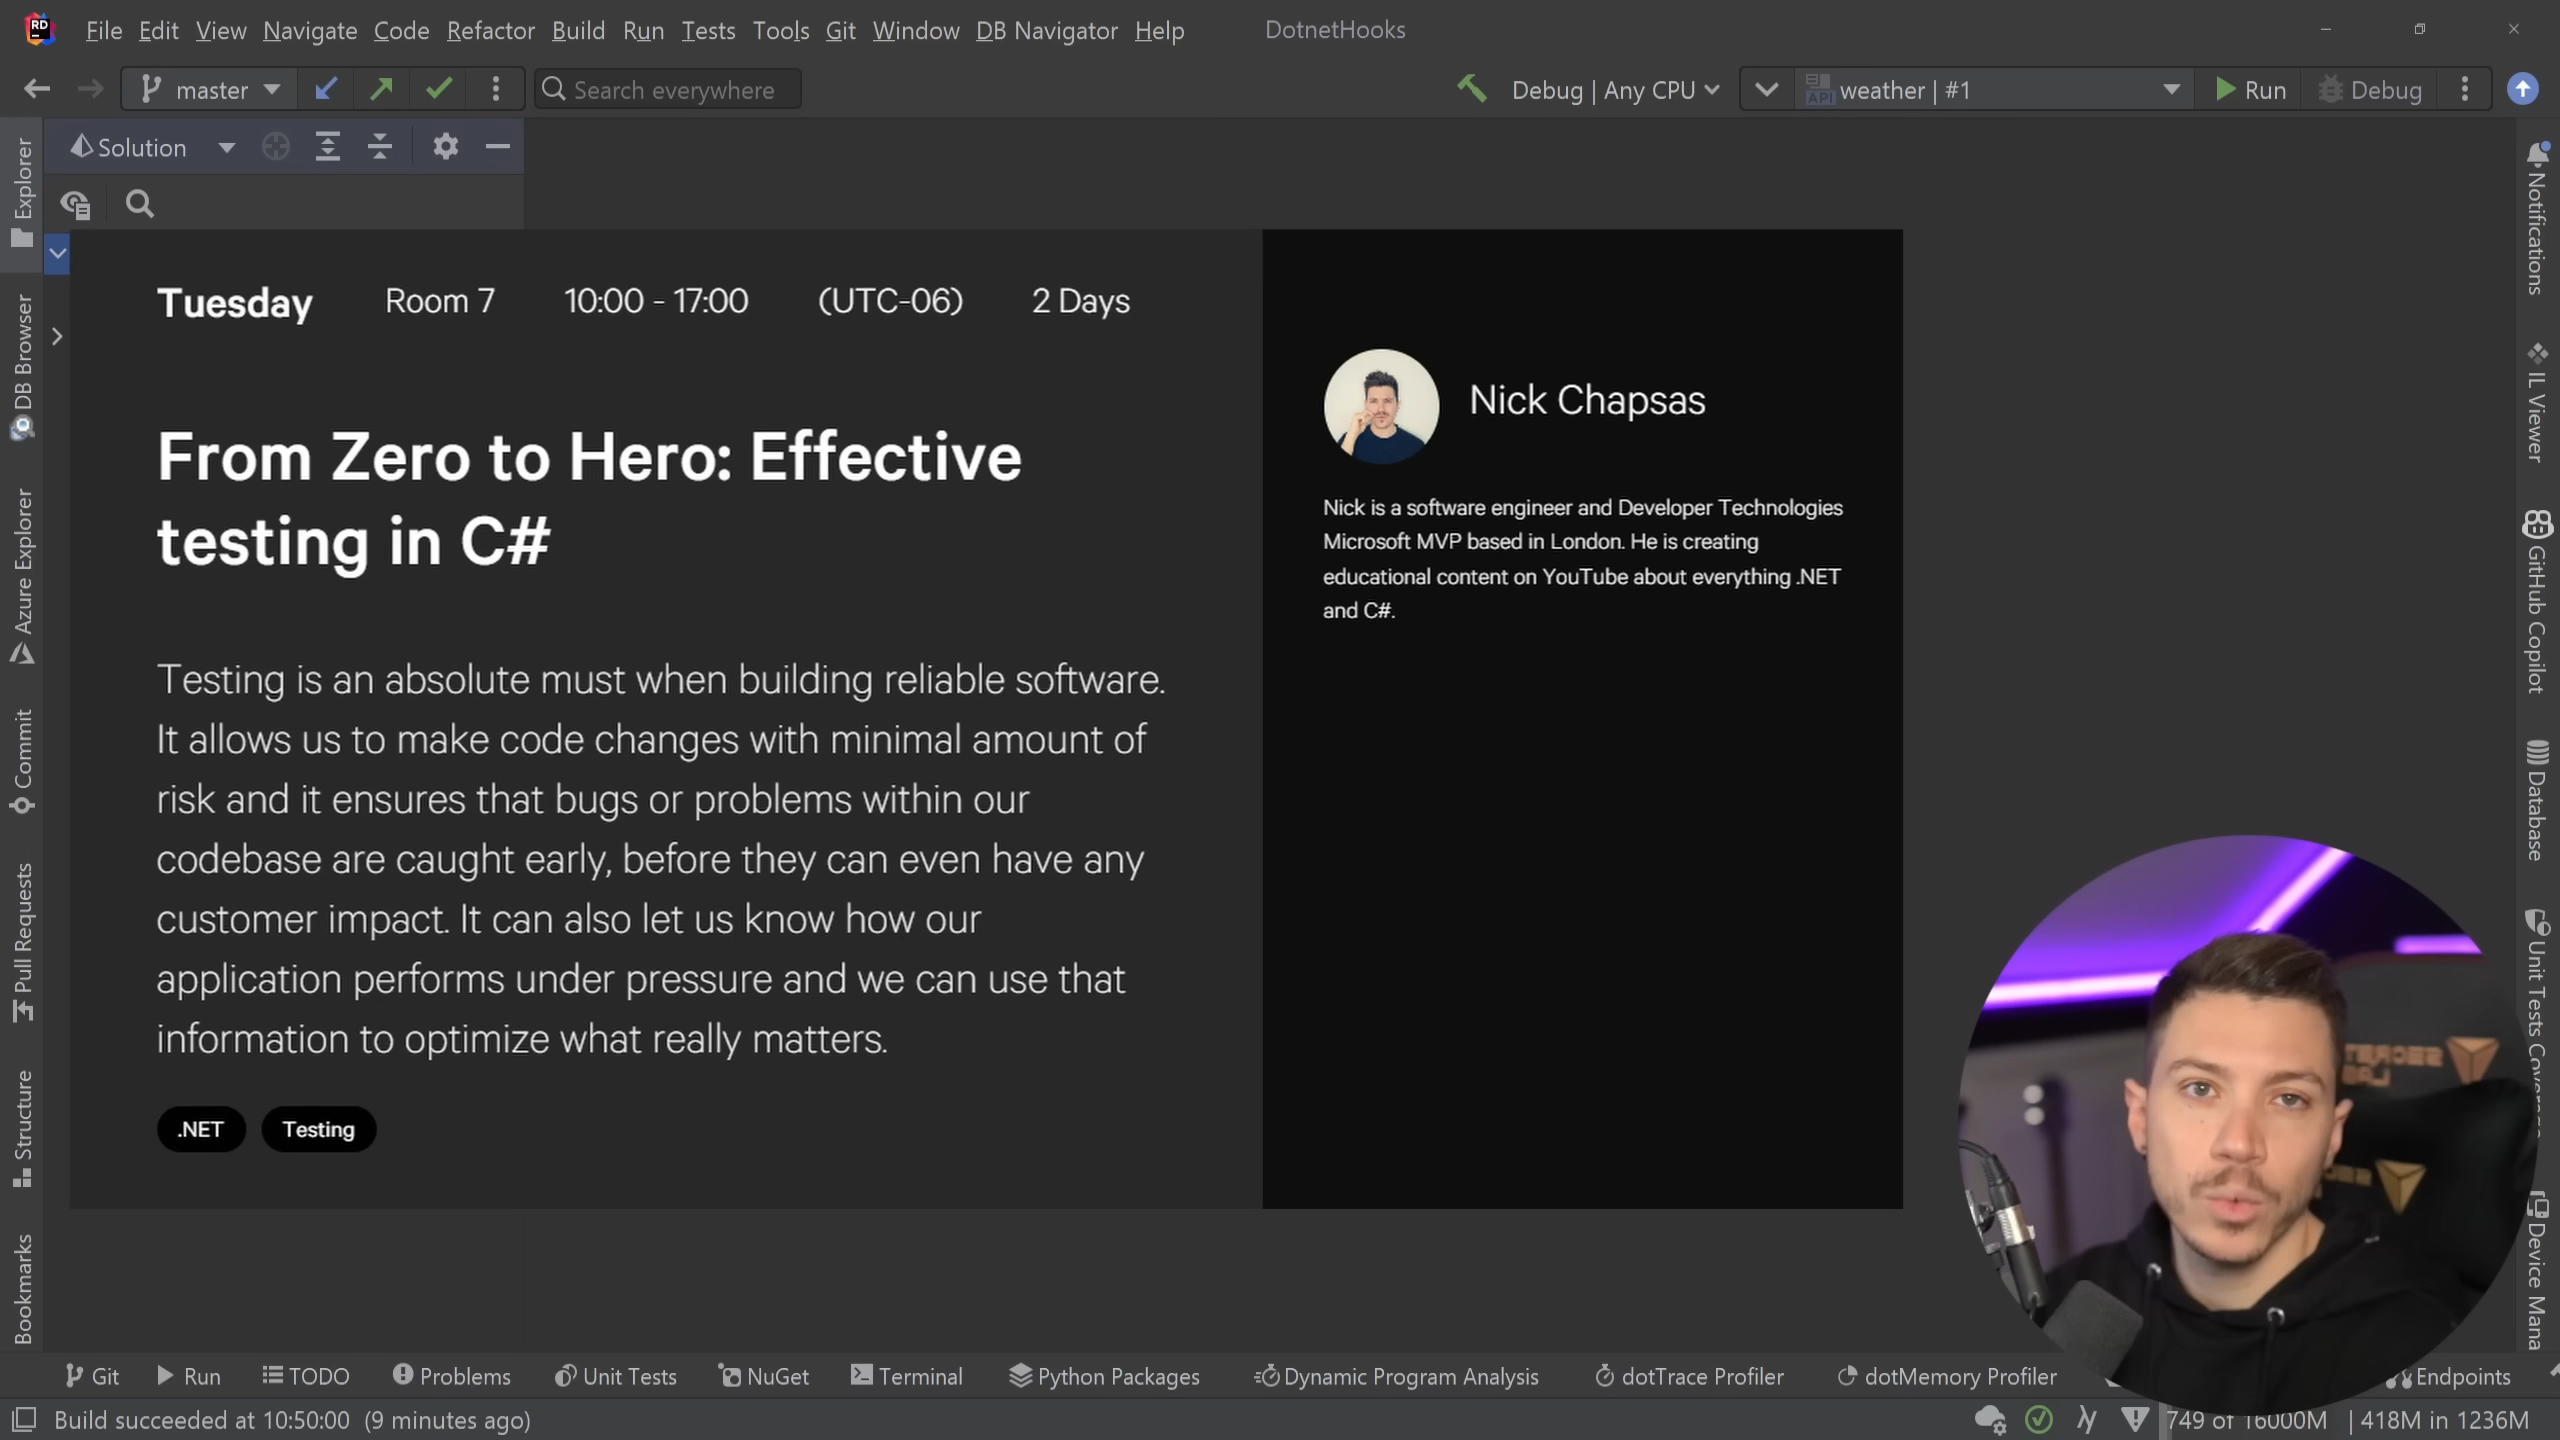 RD
File Edit View Navigate Code Refactor Build Run Tests Tools Git Window DB Navigator Help DotnetHooks
master Search everywhere Debug | Any CPU API weather | #1 Run Debug
Solution
Explorer
DB Browser
Azure Explorer
Commit
Pull Requests
Structure
Bookmarks
Tuesday Room 7 10:00 - 17:00 (UTC-06) 2 Days
From Zero to Hero: Effective
testing in C#
Testing is an absolute must when building reliable software.
It allows us to make code changes with minimal amount of
risk and it ensures that bugs or problems within our
codebase are caught early, before they can even have any
customer impact. It can also let us know how our
application performs under pressure and we can use that
information to optimize what really matters.
.NET Testing
Nick Chapsas
Nick is a software engineer and Developer Technologies
Microsoft MVP based in London. He is creating
educational content on YouTube about everything .NET
and C#.
Notifications
IL Viewer
GitHub Copilot
Database
Unit Tests
Device Mana
Git Run TODO Problems Unit Tests NuGet Terminal Python Packages Dynamic Program Analysis dotTrace Profiler dotMemory Profiler Endpoints
Build succeeded at 10:50:00 (9 minutes ago) 749 of 16000M | 418M in 1236M